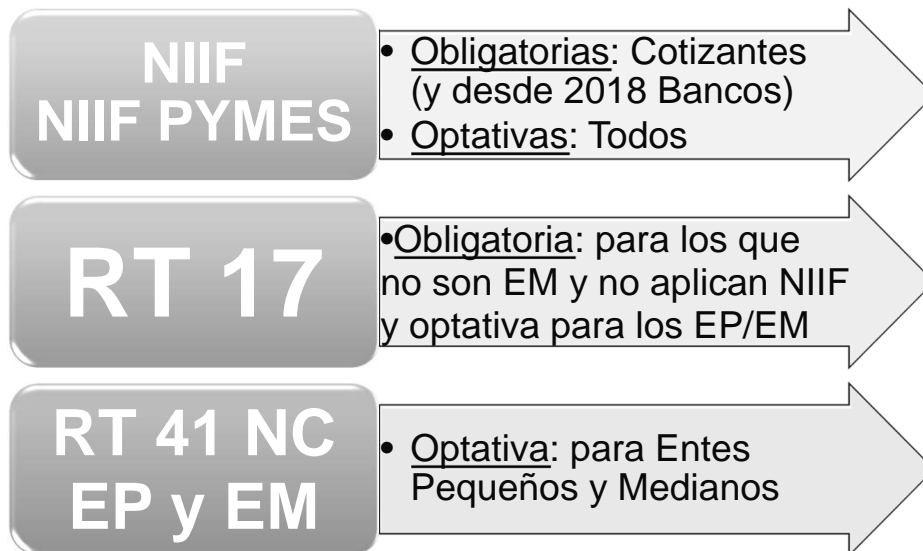 NIIF
NIIF PYMES
• Obligatorias: Cotizantes
(y desde 2018 Bancos)
• Optativas: Todos
RT 17
•Obligatoria: para los que
no son EM y no aplican NIIF
y optativa para los EP/EM
RT 41 NC
EP y EM
• Optativa: para Entes
Pequeños y Medianos